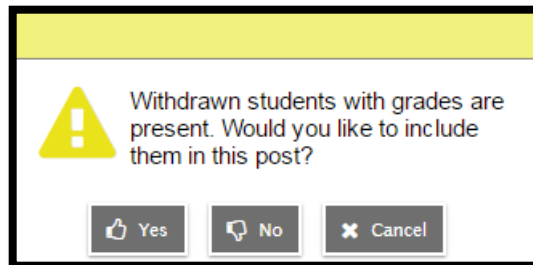 Withdrawn students with grades are
present. Would you like to include
them in this post?
Yes No Cancel